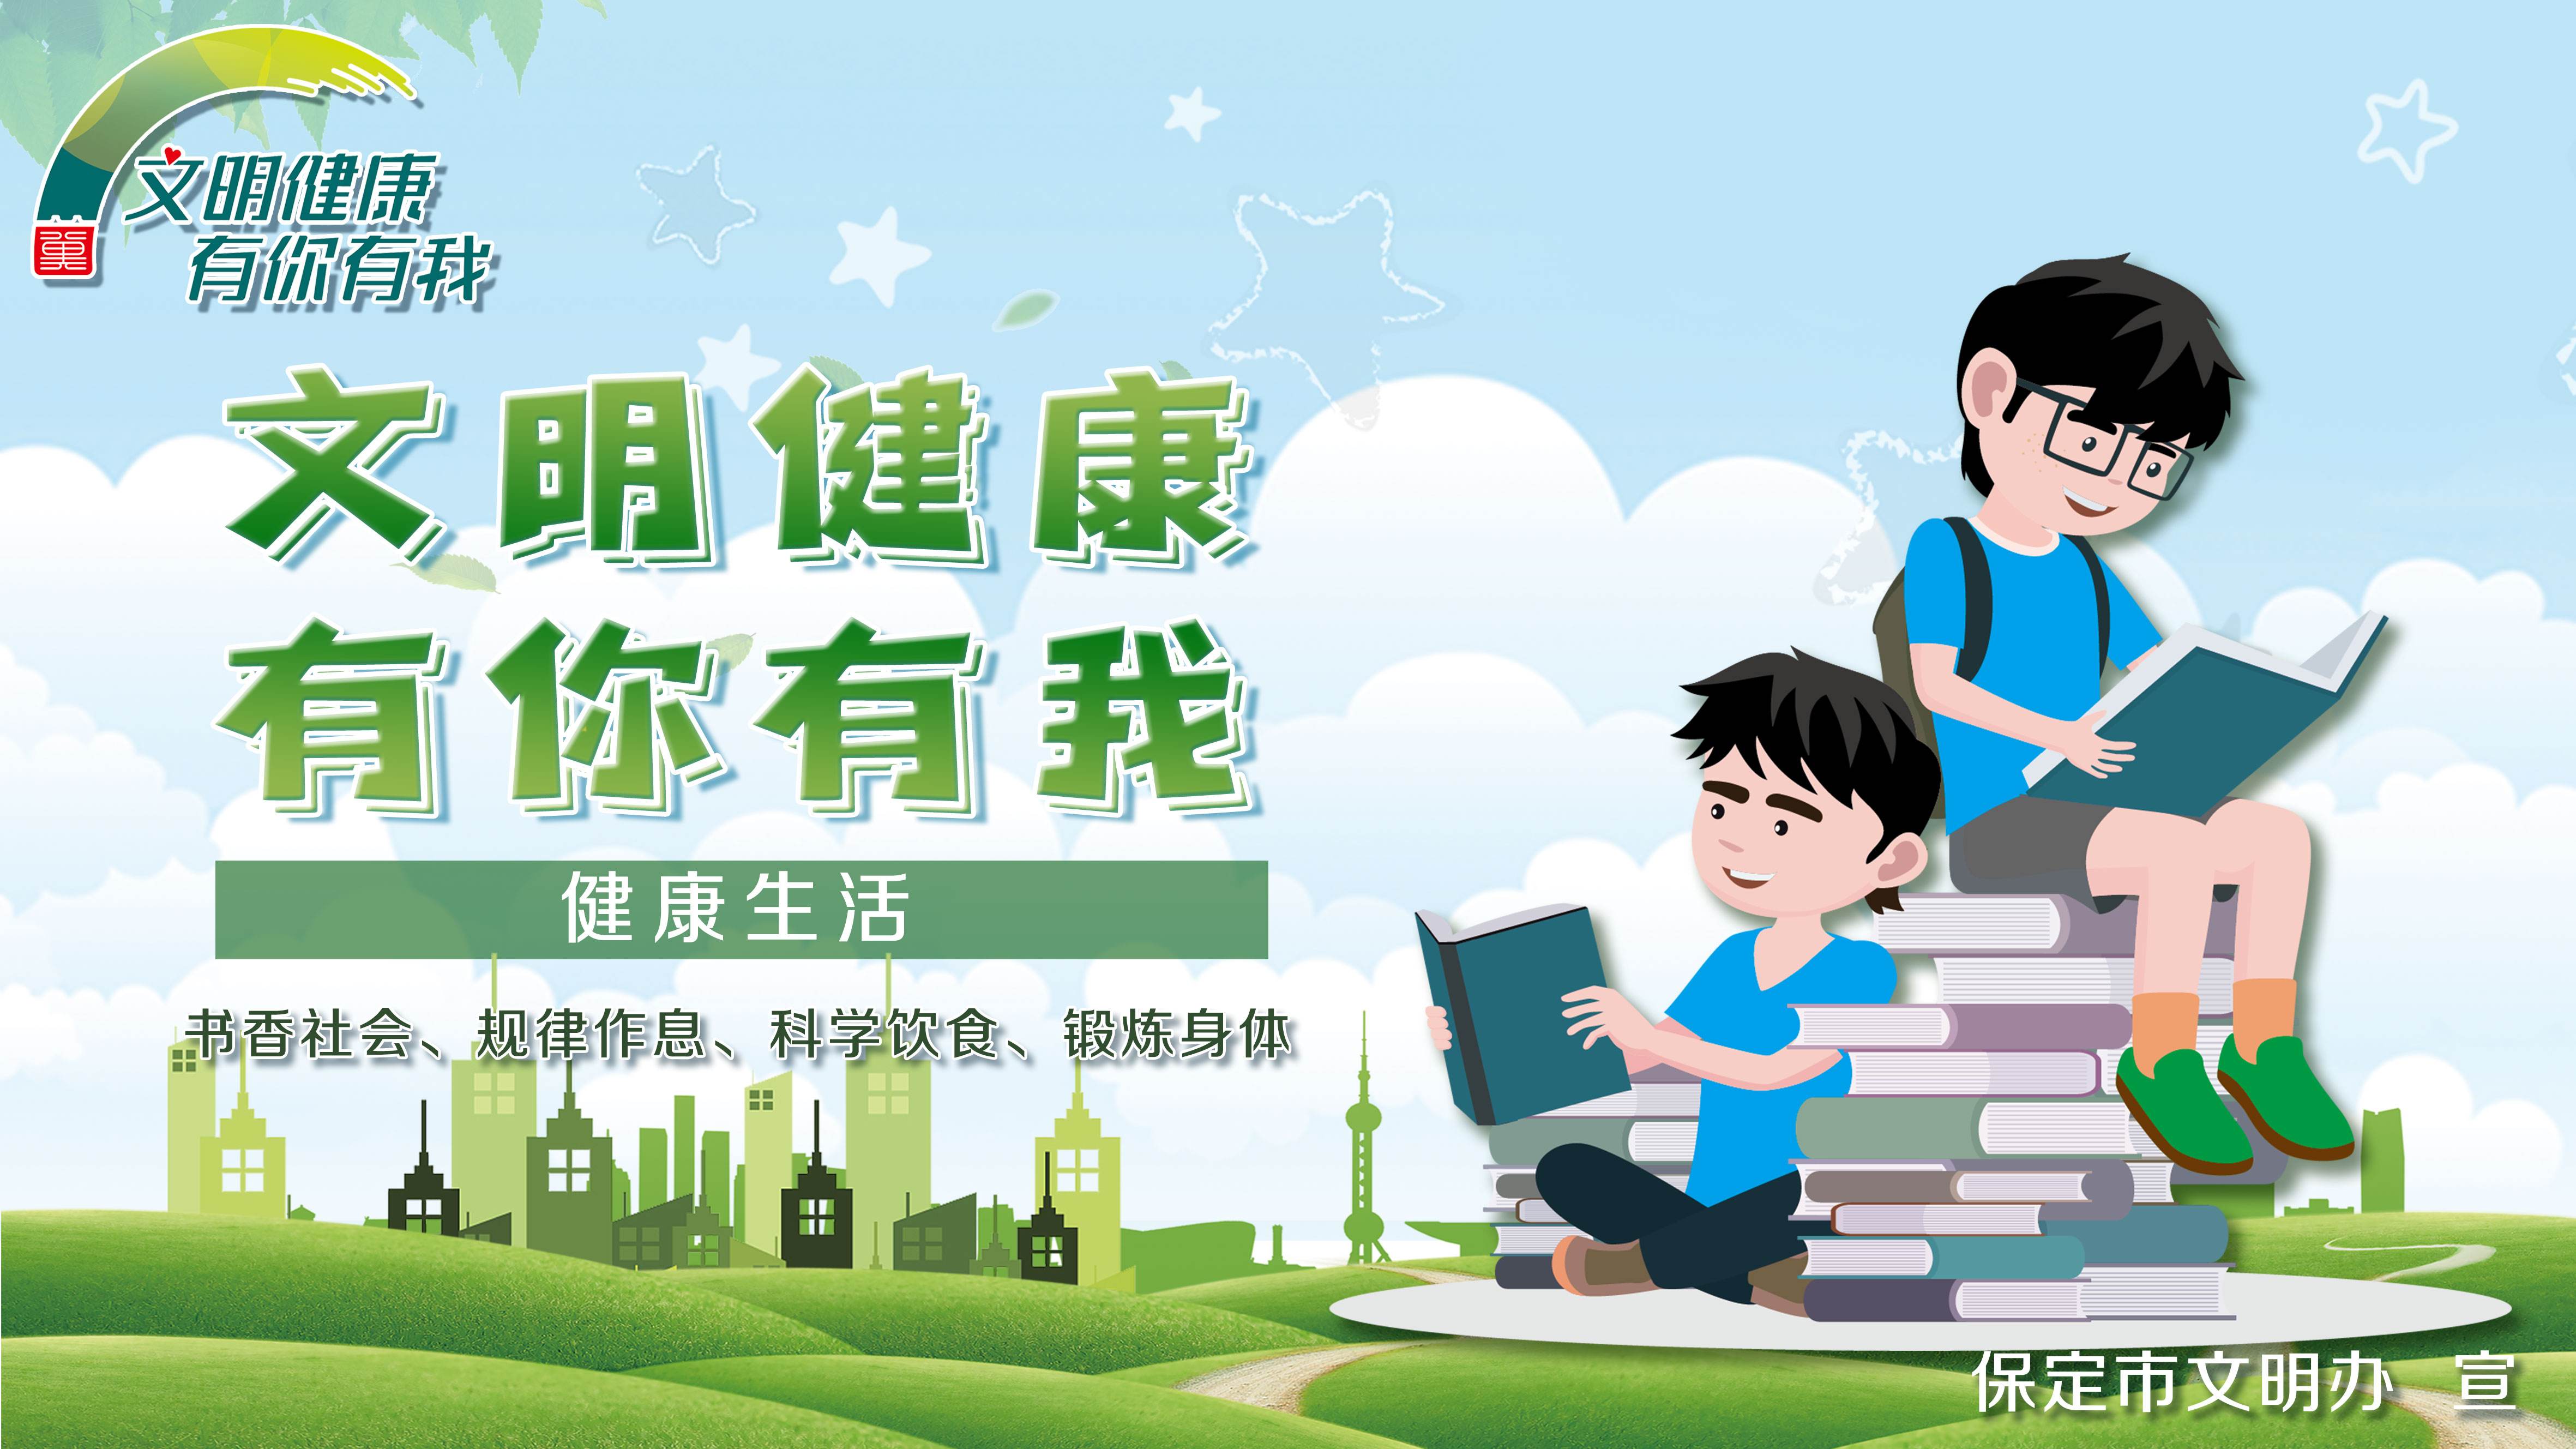 文明健康
有你有我
冀
文明健康
有你有我
健康生活
书香社会、规律作息、科学饮食、锻炼身体
保定市文明办 宣